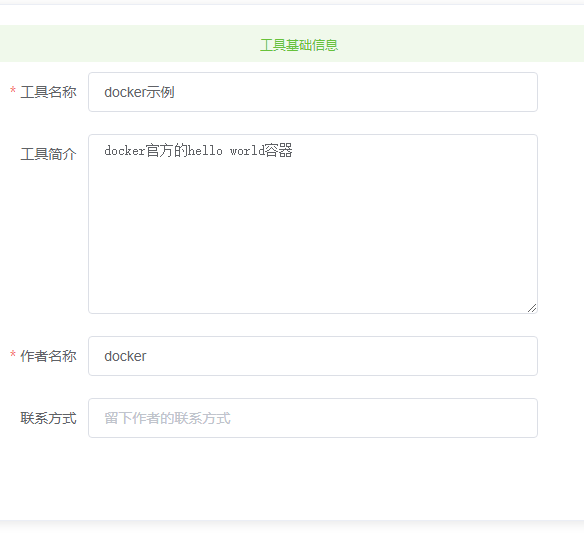 工具基础信息
* 工具名称 docker示例
工具简介 docker官方的hello world容器
* 作者名称 docker
联系方式 留下作者的联系方式